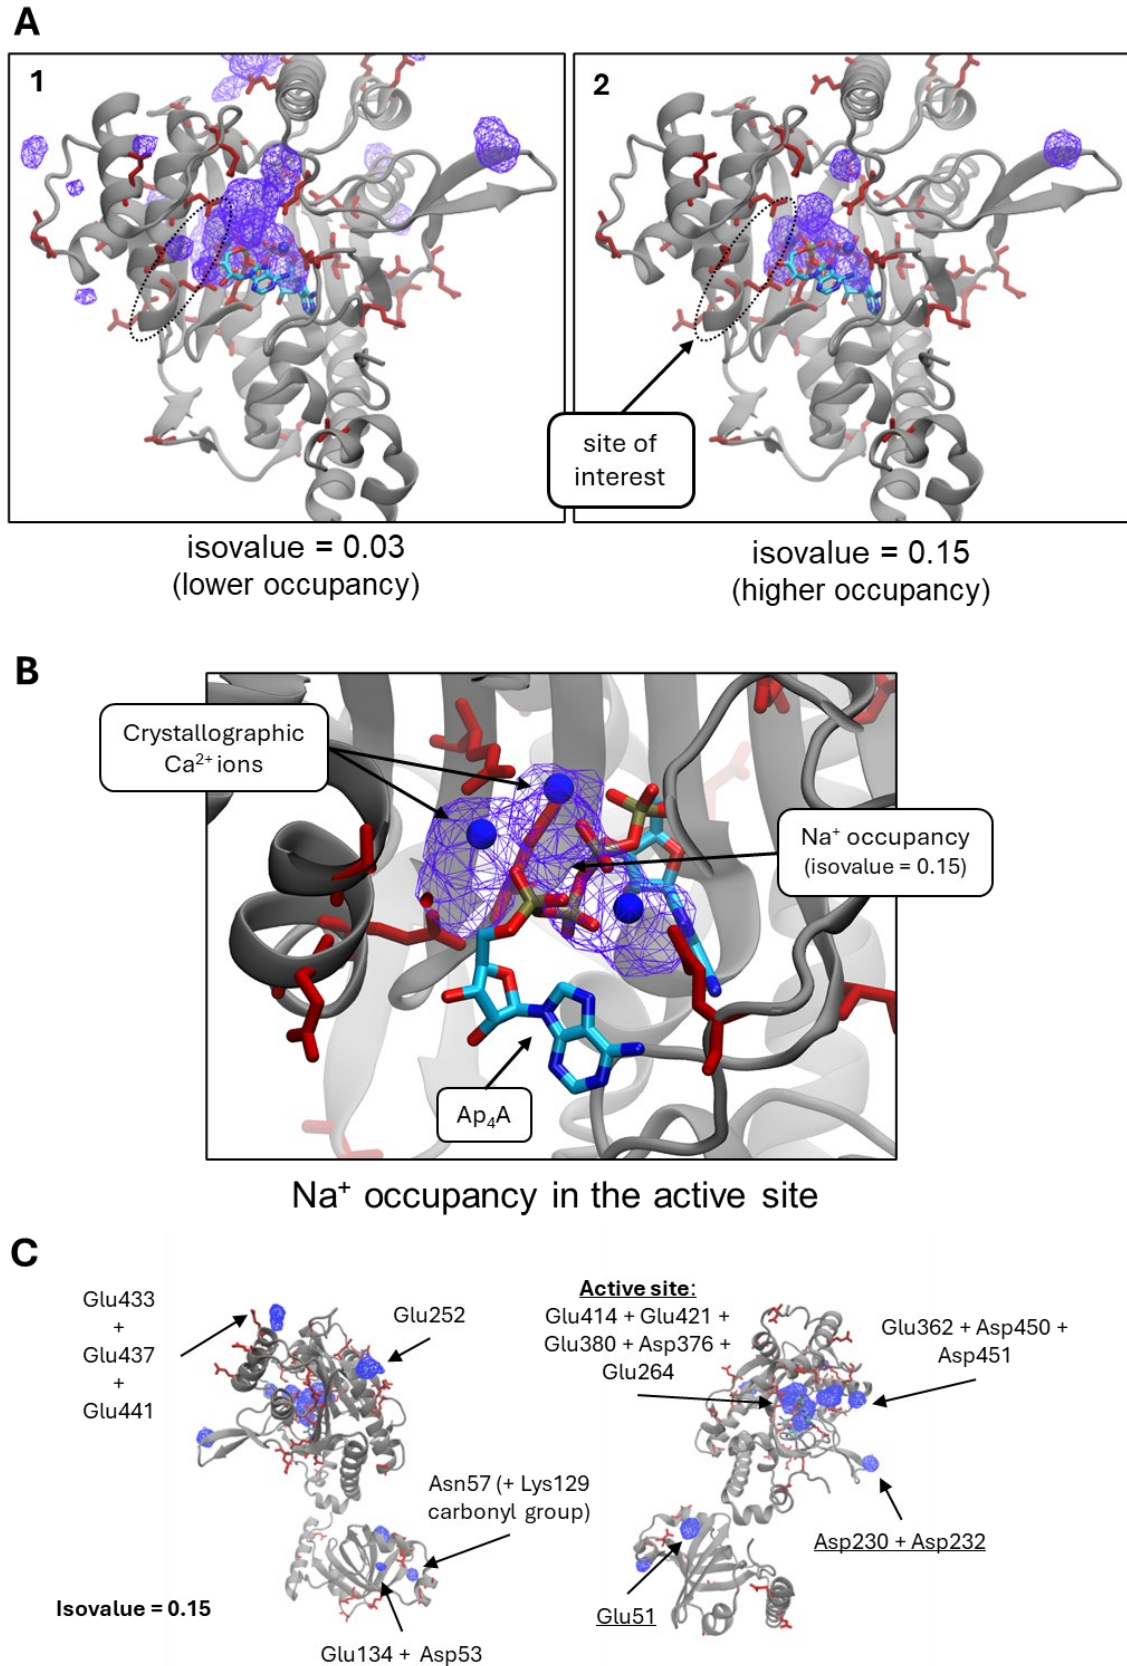 A
1
2
site of
interest
isovalue = 0.03
(lower occupancy)
isovalue = 0.15
(higher occupancy)
B
Crystallographic
Ca²⁺ ions
Na⁺ occupancy
(isovalue = 0.15)
Ap₄A
Na⁺ occupancy in the active site
C
Glu433
+
Glu437
+
Glu441
Glu252
Asn57 (+ Lys129
carbonyl group)
Glu134 + Asp53
Isovalue = 0.15
Active site:
Glu414 + Glu421 +
Glu380 + Asp376 +
Glu264
Glu362 + Asp450 +
Asp451
Asp230 + Asp232
Glu51